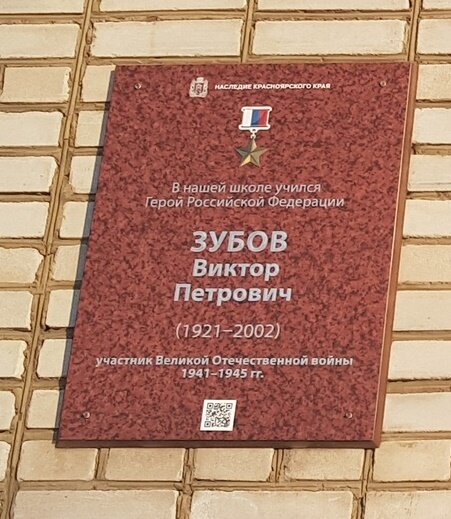 НАСЛЕДИЕ КРАСНОЯРСКОГО КРАЯ
В нашей школе учился
Герой Российской Федерации
ЗУБОВ
Виктор
Петрович
(1921–2002)
участник Великой Отечественной войны
1941–1945 гг.